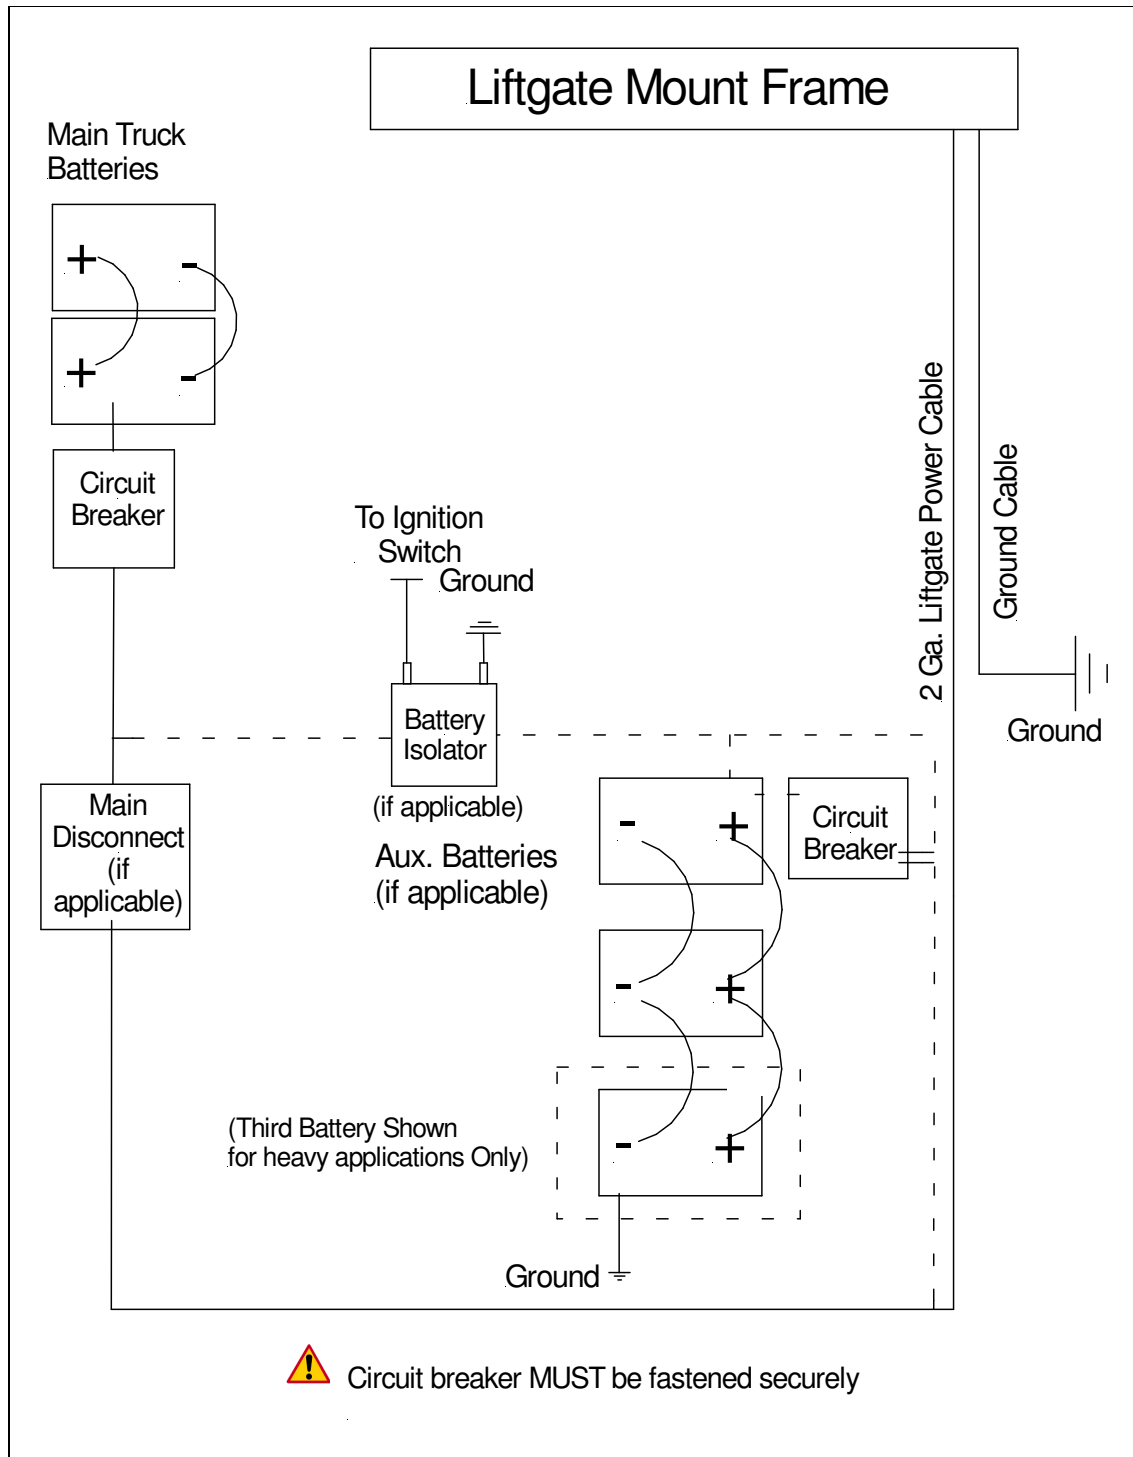 Liftgate Mount Frame
Main Truck
Batteries
+ -
+ -
Circuit
Breaker
To Ignition
Switch
Ground
2 Ga. Liftgate Power Cable
Ground Cable
Ground
Battery
Isolator
(if applicable)
Main
Disconnect
(if
applicable)
Aux. Batteries
(if applicable)
- +
Circuit
Breaker
- +
(Third Battery Shown
for heavy applications Only)
- +
Ground
Circuit breaker MUST be fastened securely